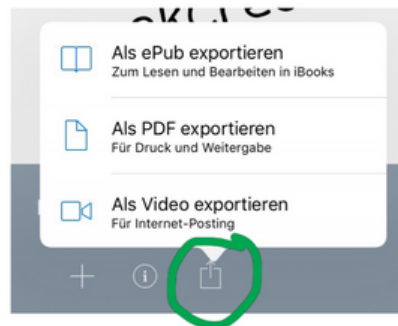 Als ePub exportieren
Zum Lesen und Bearbeiten in iBooks
Als PDF exportieren
Für Druck und Weitergabe
Als Video exportieren
Für Internet-Posting